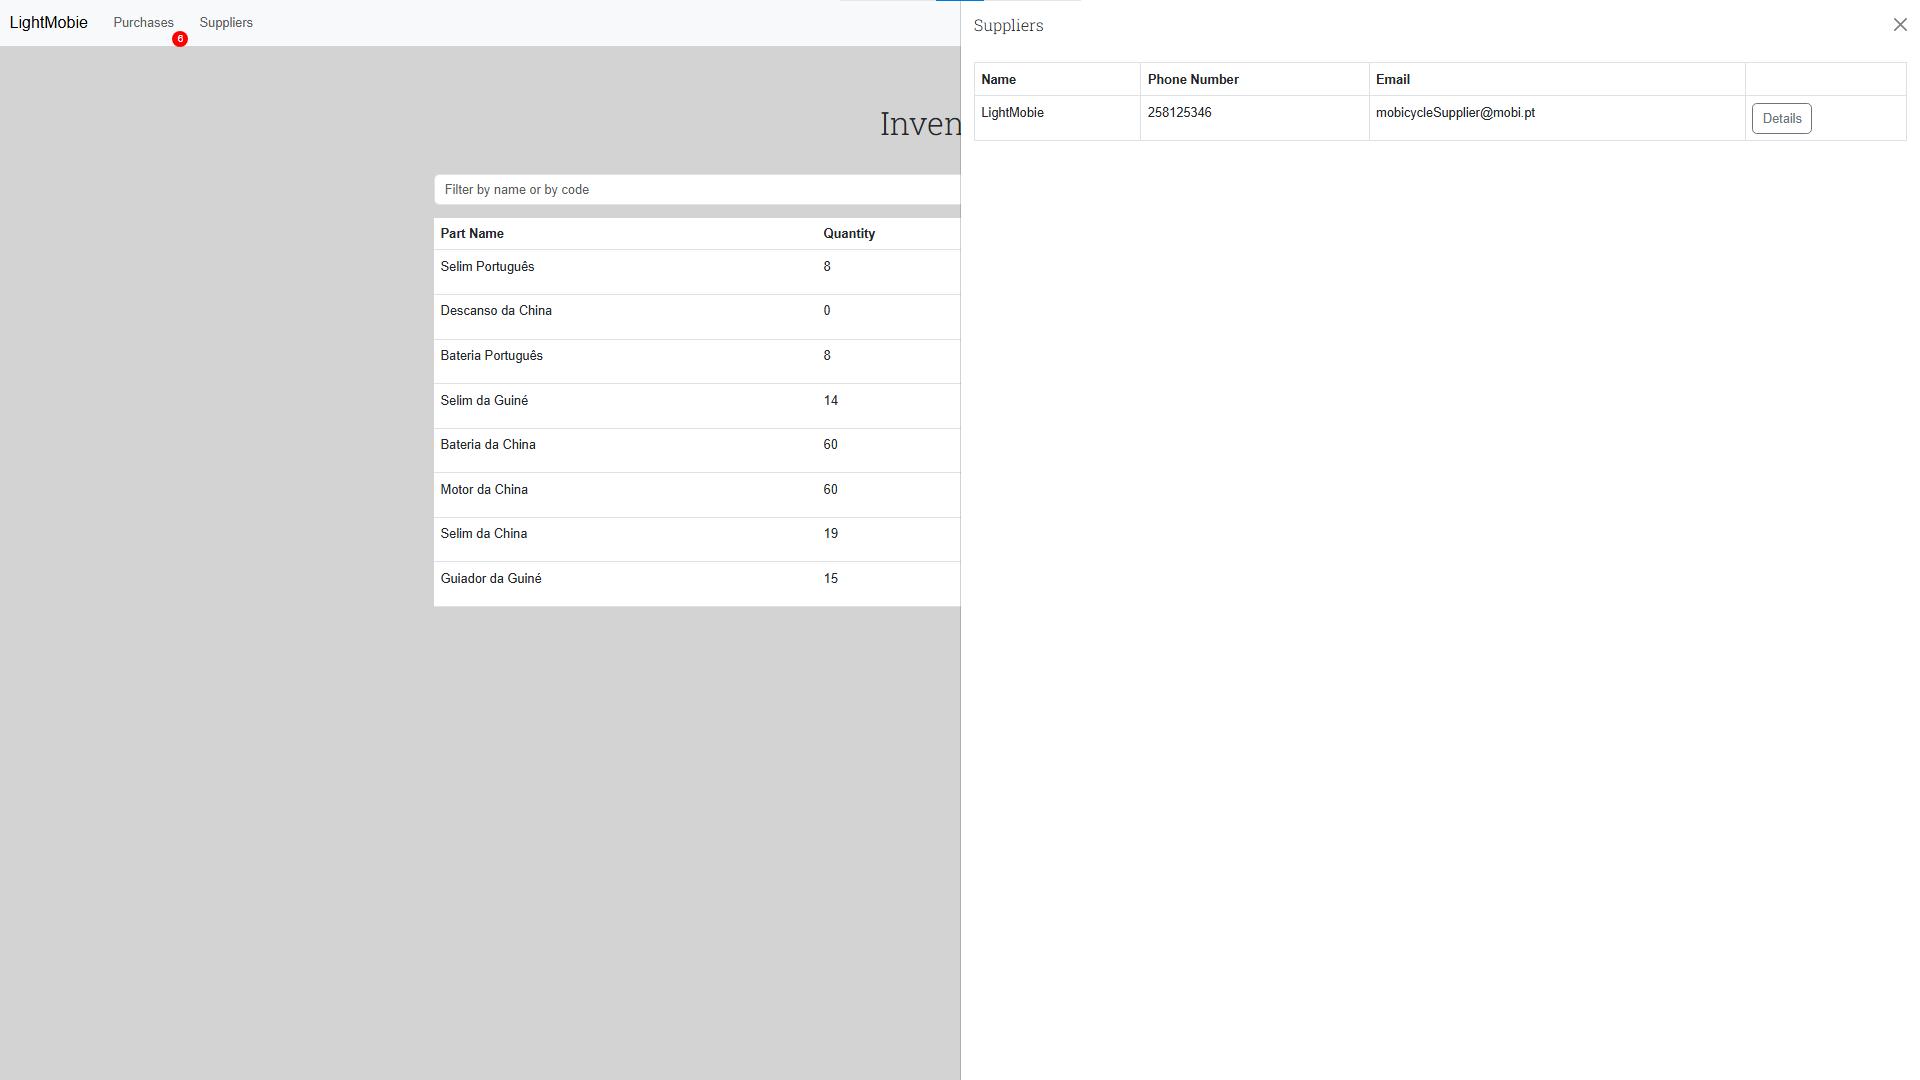 LightMobie Purchases 6 Suppliers
Inven
Filter by name or by code
Part Name Quantity
Selim Português 8
Descanso da China 0
Bateria Português 8
Selim da Guiné 14
Bateria da China 60
Motor da China 60
Selim da China 19
Guiador da Guiné 15
Suppliers
Name Phone Number Email
LightMobie 258125346 mobicycleSupplier@mobi.pt Details